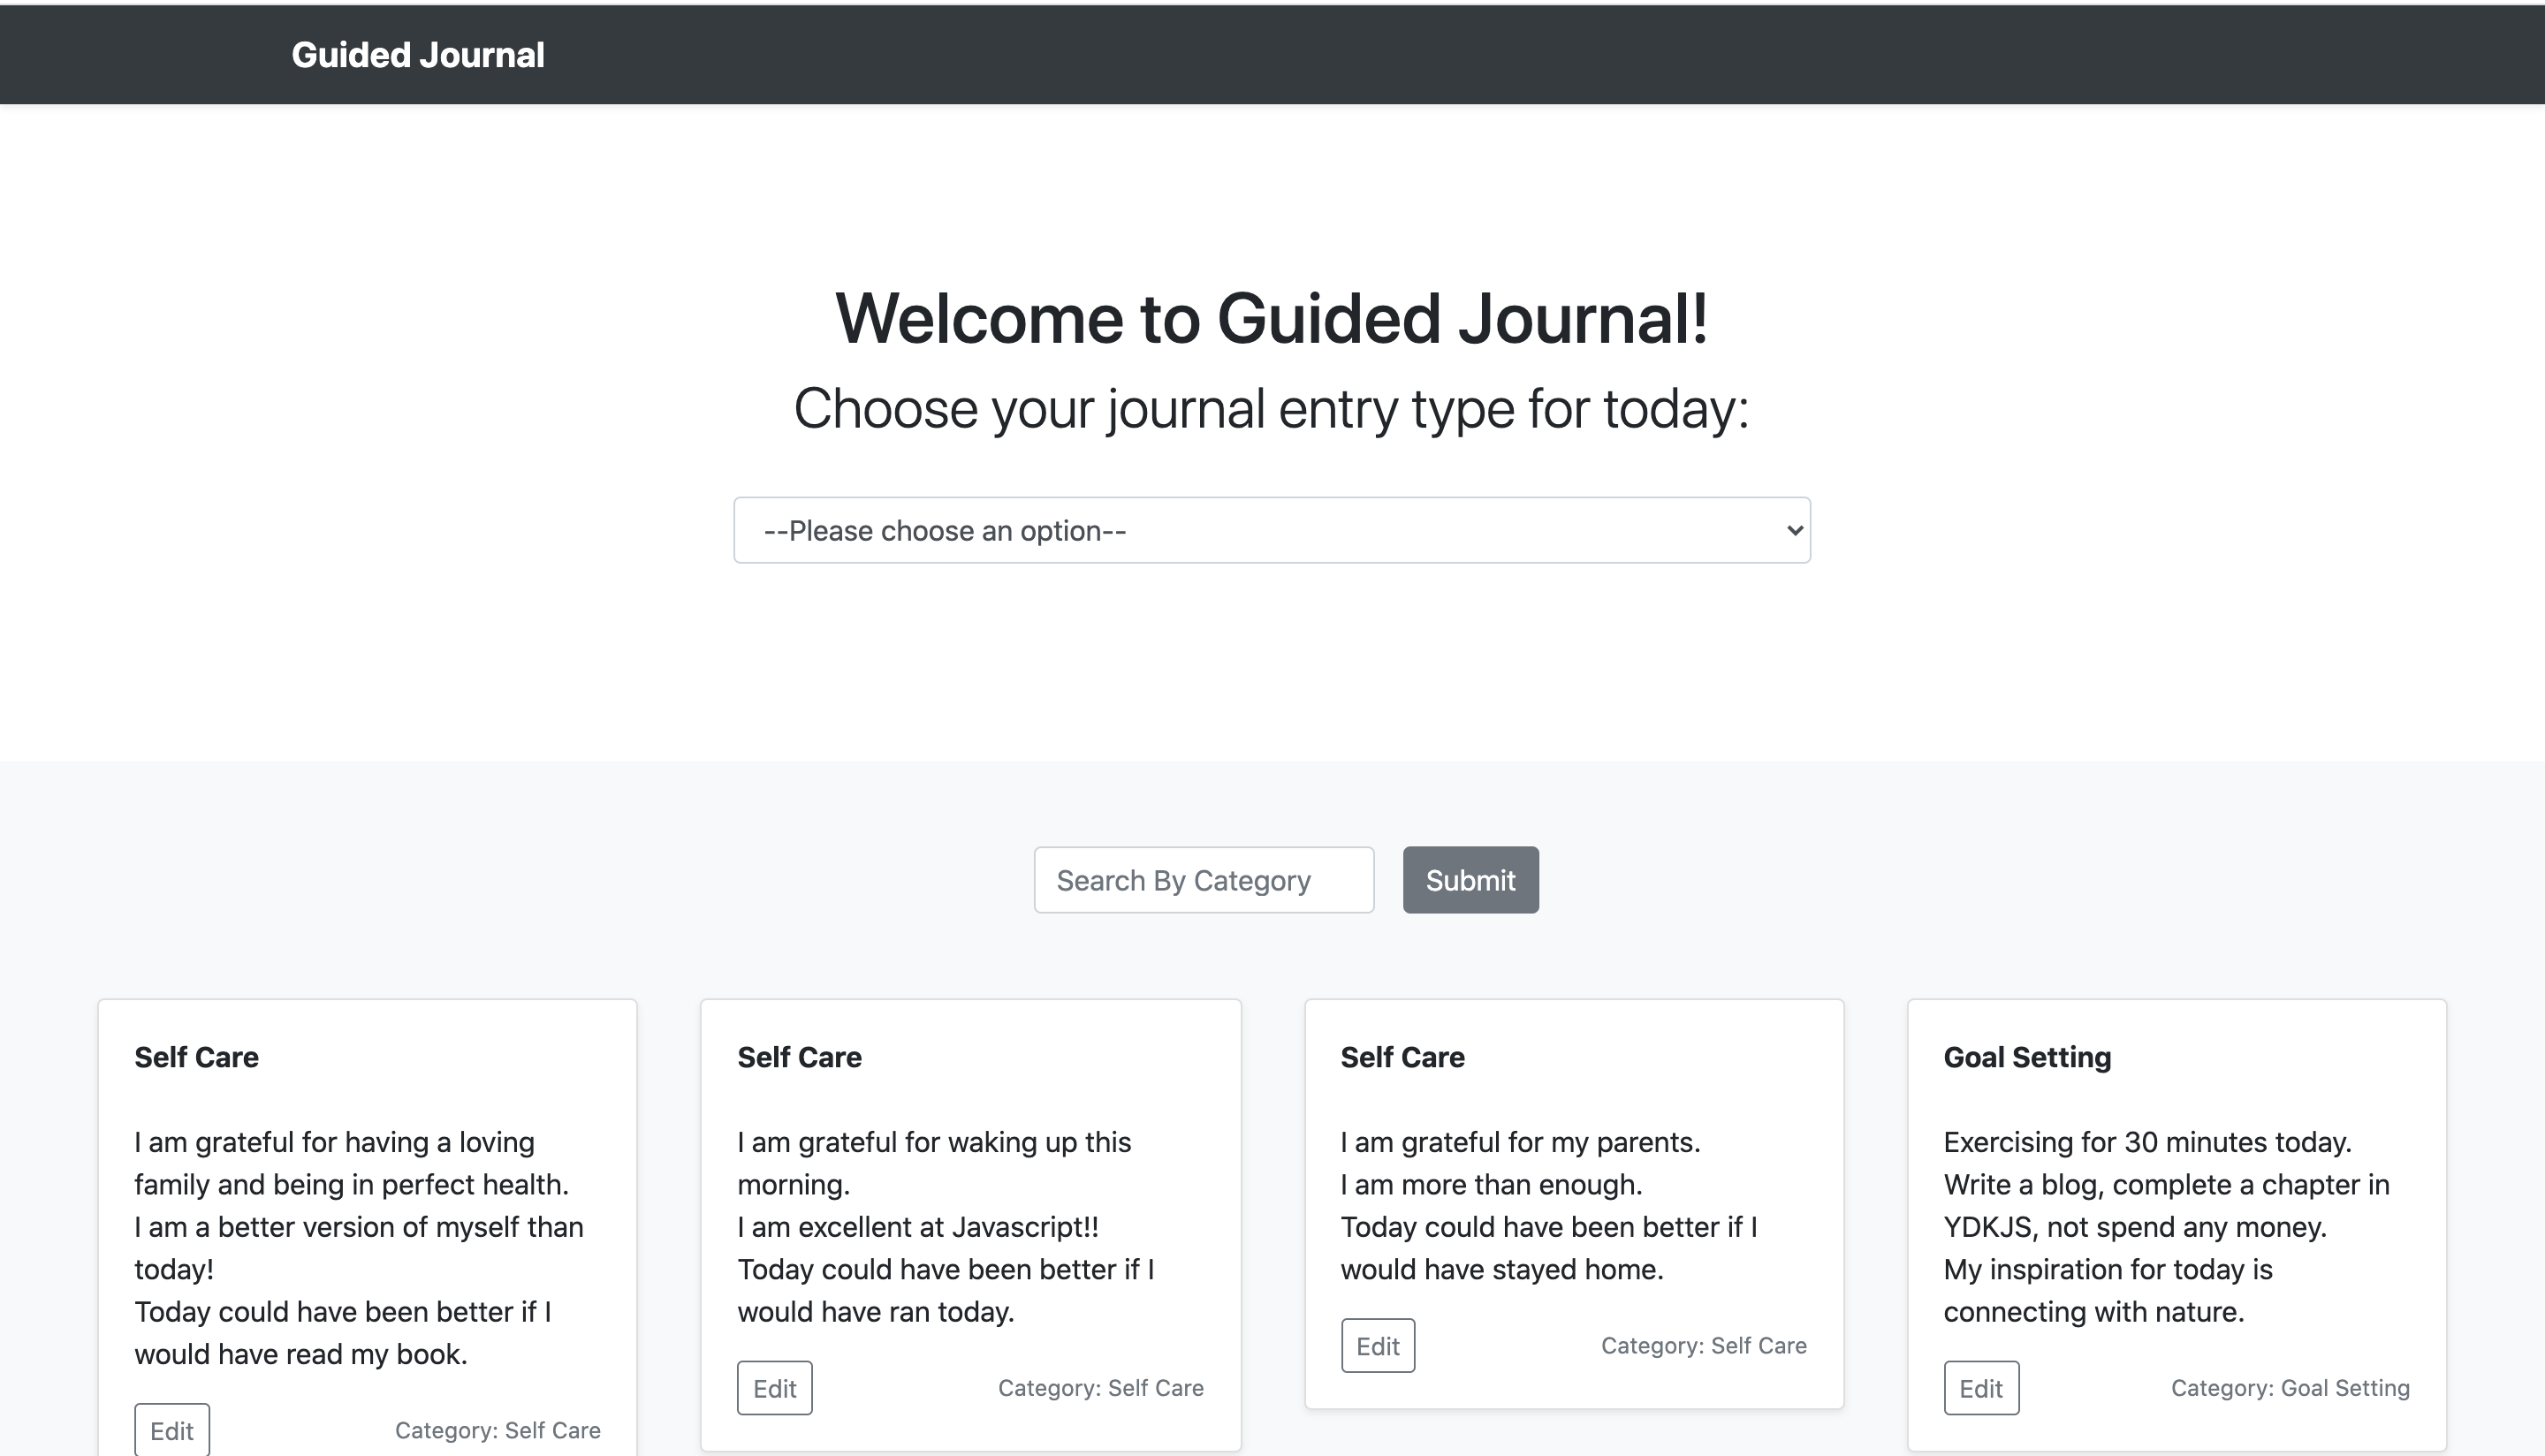 Guided Journal
Welcome to Guided Journal!
Choose your journal entry type for today:
--Please choose an option--
Search By Category
Submit
Self Care
I am grateful for having a loving
family and being in perfect health.
I am a better version of myself than
today!
Today could have been better if I
would have read my book.
Edit
Category: Self Care
Self Care
I am grateful for waking up this
morning.
I am excellent at Javascript!!
Today could have been better if I
would have ran today.
Edit
Category: Self Care
Self Care
I am grateful for my parents.
I am more than enough.
Today could have been better if I
would have stayed home.
Edit
Category: Self Care
Goal Setting
Exercising for 30 minutes today.
Write a blog, complete a chapter in
YDKJS, not spend any money.
My inspiration for today is
connecting with nature.
Edit
Category: Goal Setting